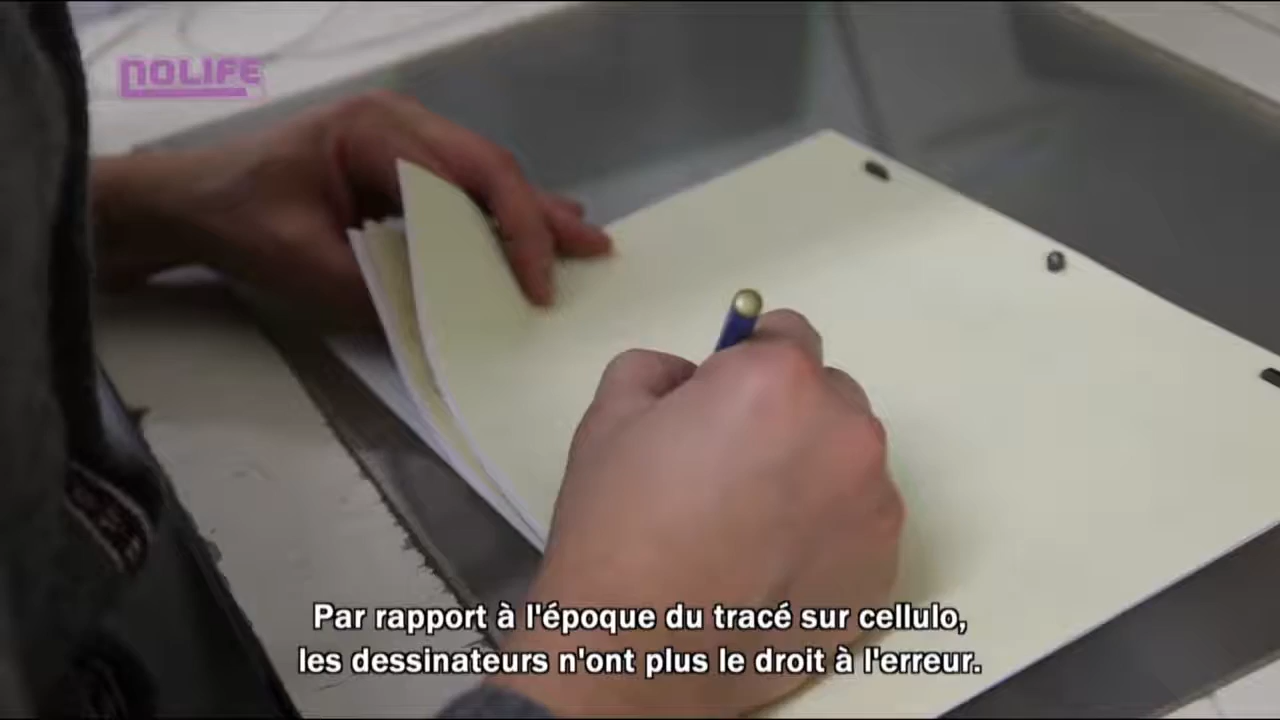 NOLIFE
Par rapport à l'époque du tracé sur cellulo,
les dessinateurs n'ont plus le droit à l'erreur.